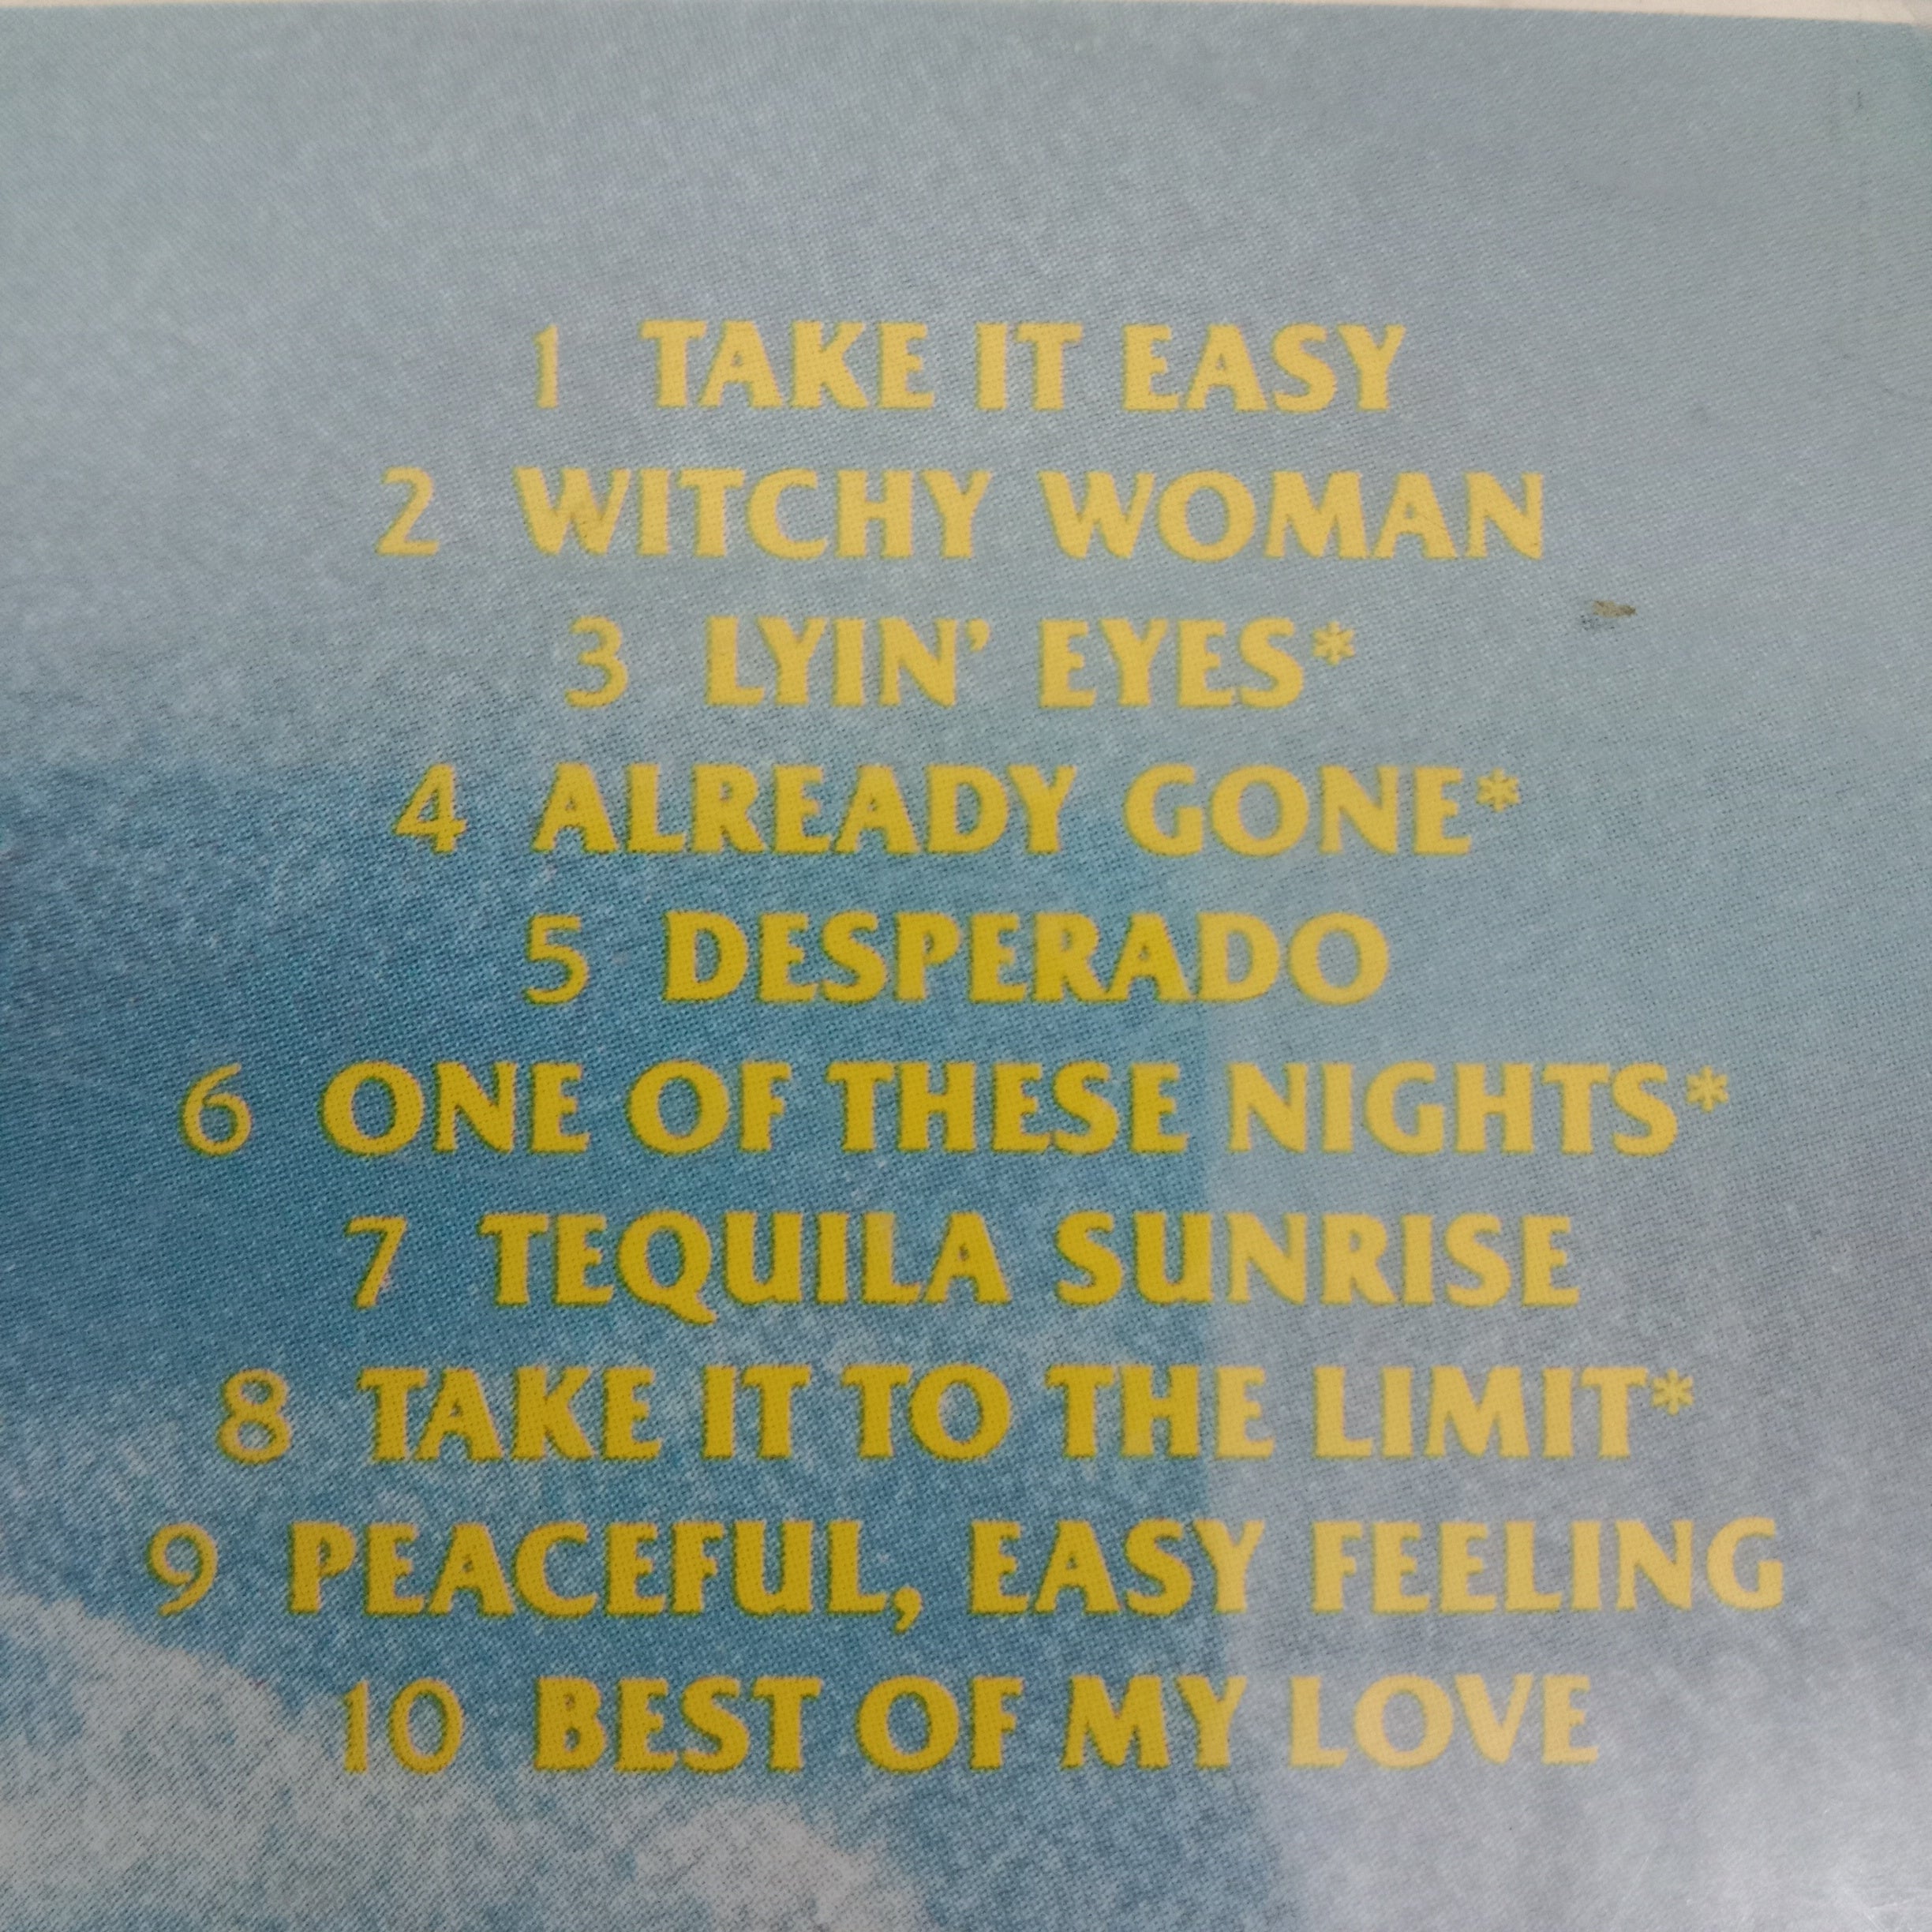 1 TAKE IT EASY
2 WITCHY WOMAN
3 LYIN’ EYES*
4 ALREADY GONE*
5 DESPERADO
6 ONE OF THESE NIGHTS*
7 TEQUILA SUNRISE
8 TAKE IT TO THE LIMIT*
9 PEACEFUL, EASY FEELING
10 BEST OF MY LOVE